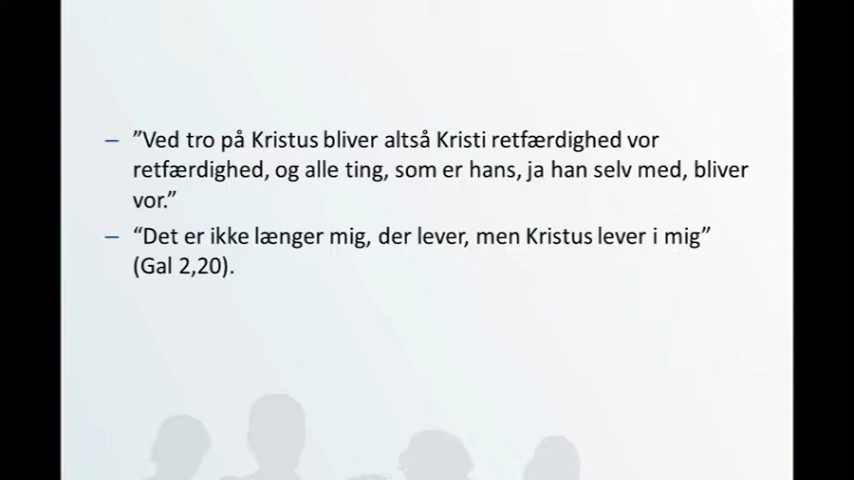 – ”Ved tro på Kristus bliver altså Kristi retfærdighed vor
retfærdighed, og alle ting, som er hans, ja han selv med, bliver
vor.”
– “Det er ikke længer mig, der lever, men Kristus lever i mig”
(Gal 2,20).